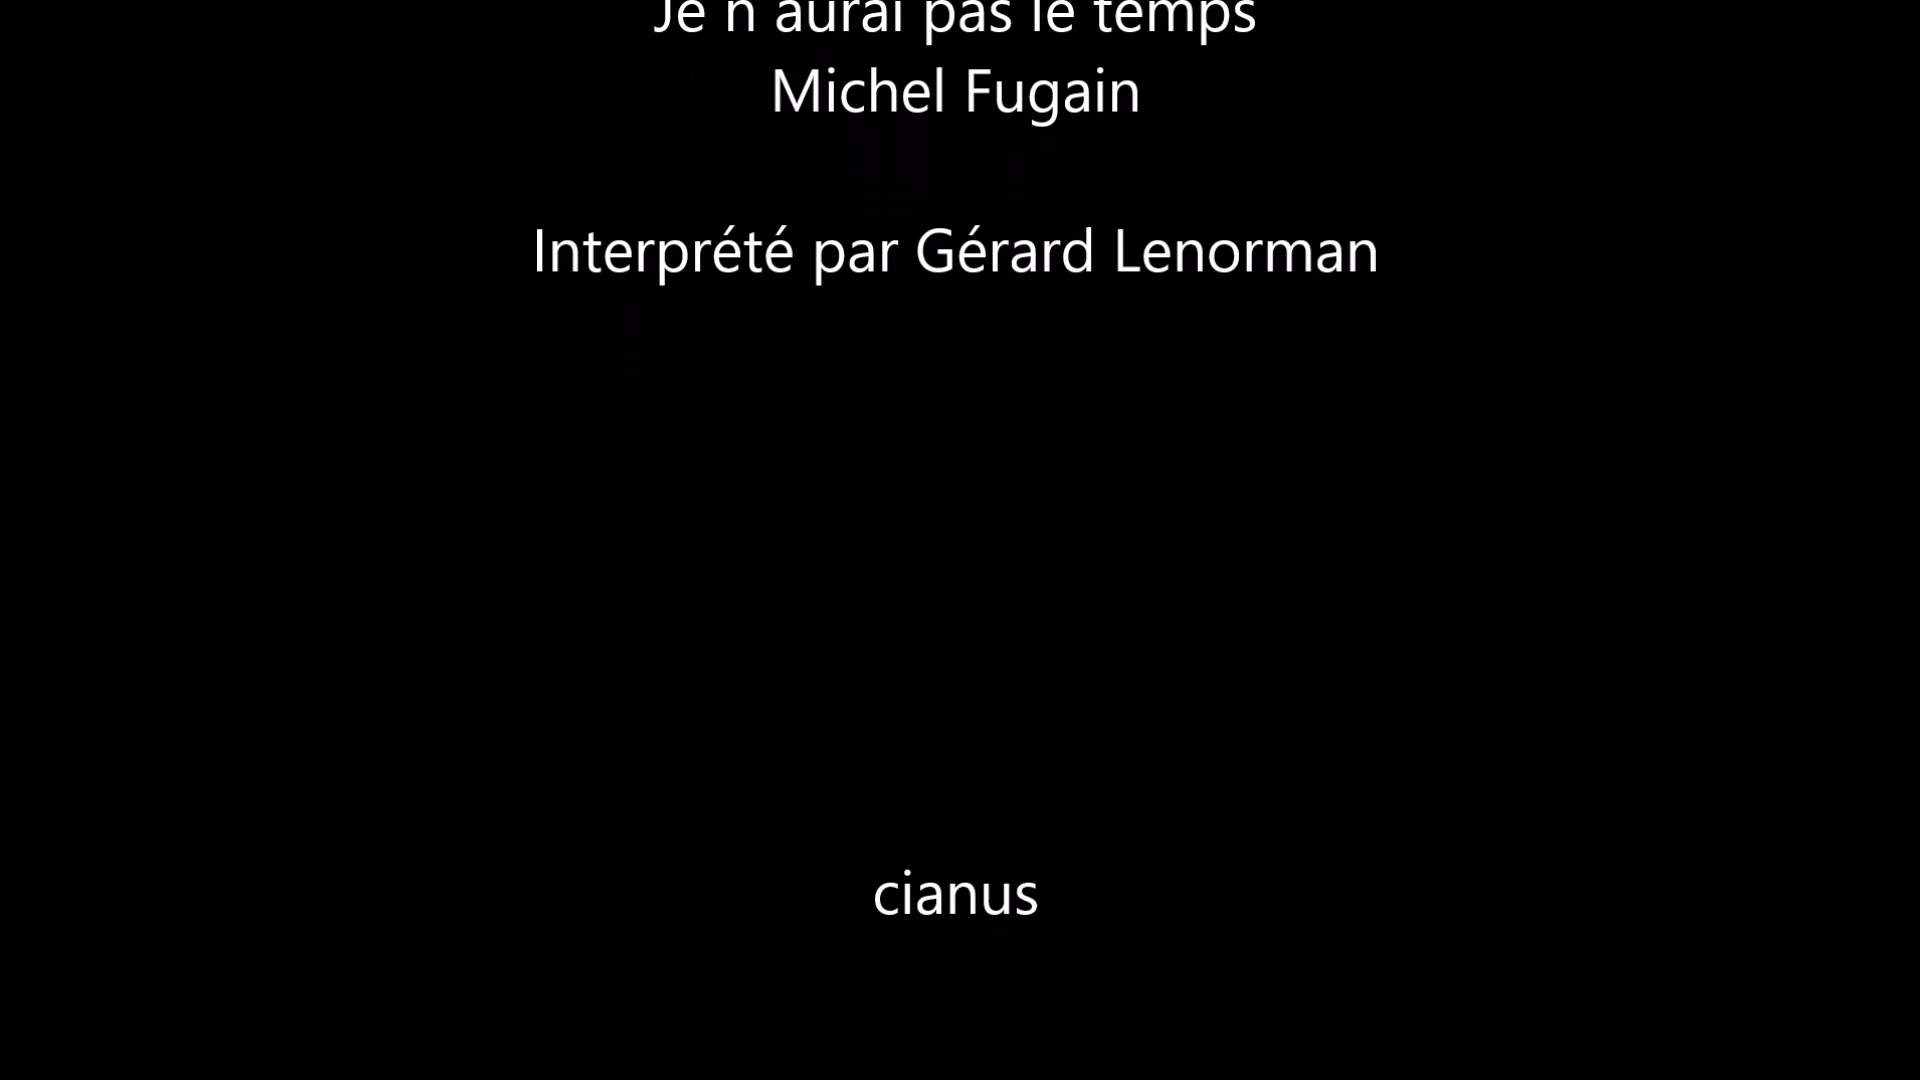 Je n aurai pas le temps
Michel Fugain
Interprété par Gérard Lenorman
cianus